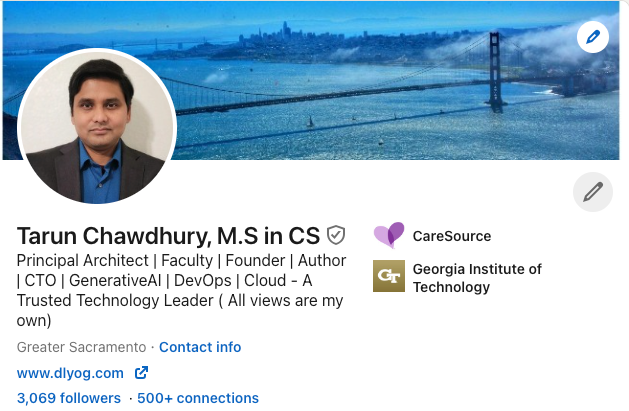 Tarun Chawdhury, M.S in CS
Principal Architect | Faculty | Founder | Author
| CTO | GenerativeAI | DevOps | Cloud - A
Trusted Technology Leader ( All views are my
own)
Greater Sacramento · Contact info
www.dlyog.com
3,069 followers · 500+ connections
CareSource
GT
Georgia Institute of
Technology